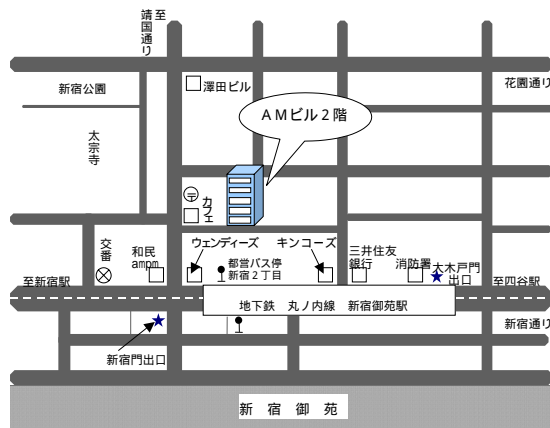 至
靖国通り
新宿公園
澤田ビル
花園通り
ＡＭビル２階
太宗寺
〒
カフェ
交番
和民
ampm
ウェンディーズ
キンコーズ
都営バス停
新宿２丁目
三井住友
銀行
消防署
大木戸門
出口
至新宿駅
至四谷駅
地下鉄　丸ノ内線　新宿御苑駅
新宿通り
新宿門出口
新　宿　御　苑